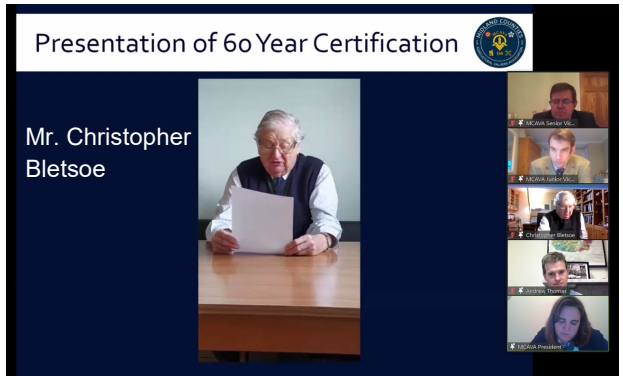 Presentation of 60 Year Certification
MIDLAND COUNTIES
Mr. Christopher
Bletsoe
MCAVA Senior Vic...
MCAVA Junior Vic...
Christopher Bletsoe
Andrew Thomas
MCAVA President